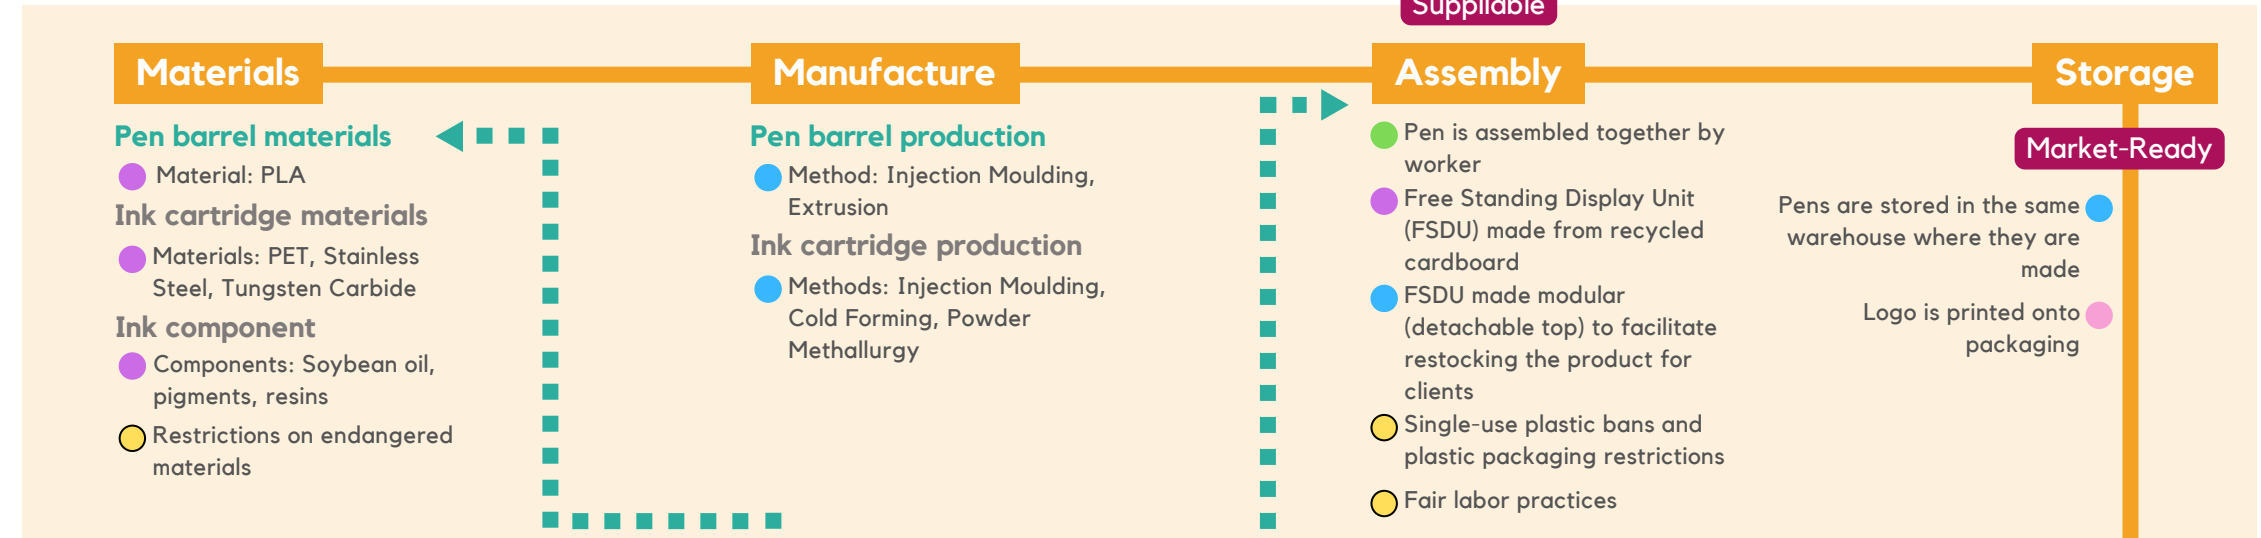 Suppliable
Materials
Manufacture
Assembly
Storage
Pen barrel materials
Material: PLA
Ink cartridge materials
Materials: PET, Stainless
Steel, Tungsten Carbide
Ink component
Components: Soybean oil,
pigments, resins
Restrictions on endangered
materials
Pen barrel production
Method: Injection Moulding,
Extrusion
Ink cartridge production
Methods: Injection Moulding,
Cold Forming, Powder
Methallurgy
Pen is assembled together by
worker
Free Standing Display Unit
(FSDU) made from recycled
cardboard
FSDU made modular
(detachable top) to facilitate
restocking the product for
clients
Single-use plastic bans and
plastic packaging restrictions
Fair labor practices
Market-Ready
Pens are stored in the same
warehouse where they are
made
Logo is printed onto
packaging